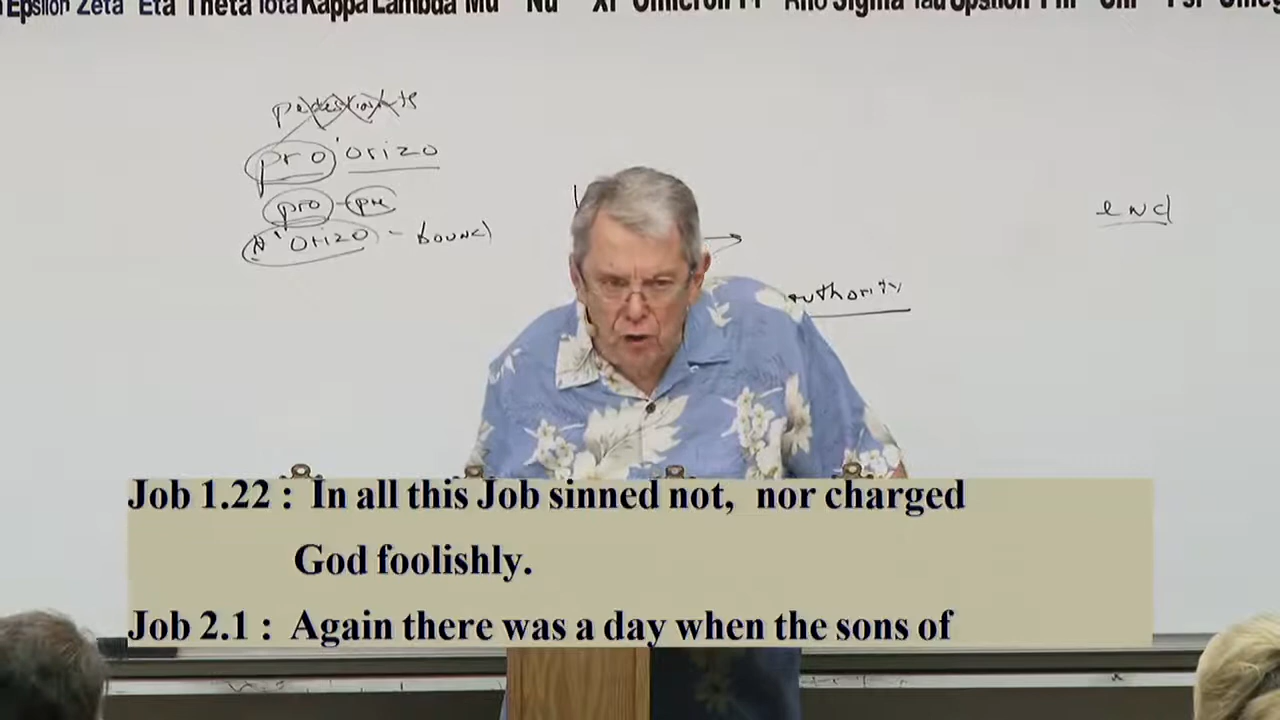 Epsilon Zeta Eta Theta Iota Kappa Lambda Mu Nu Xi Omicron Pi Rho Sigma Tau Upsilon Phi Chi Psi Omeg
pro orizo
pro - pre
orizo - bound
end
authority
Job 1.22 : In all this Job sinned not, nor charged
God foolishly.
Job 2.1 : Again there was a day when the sons of